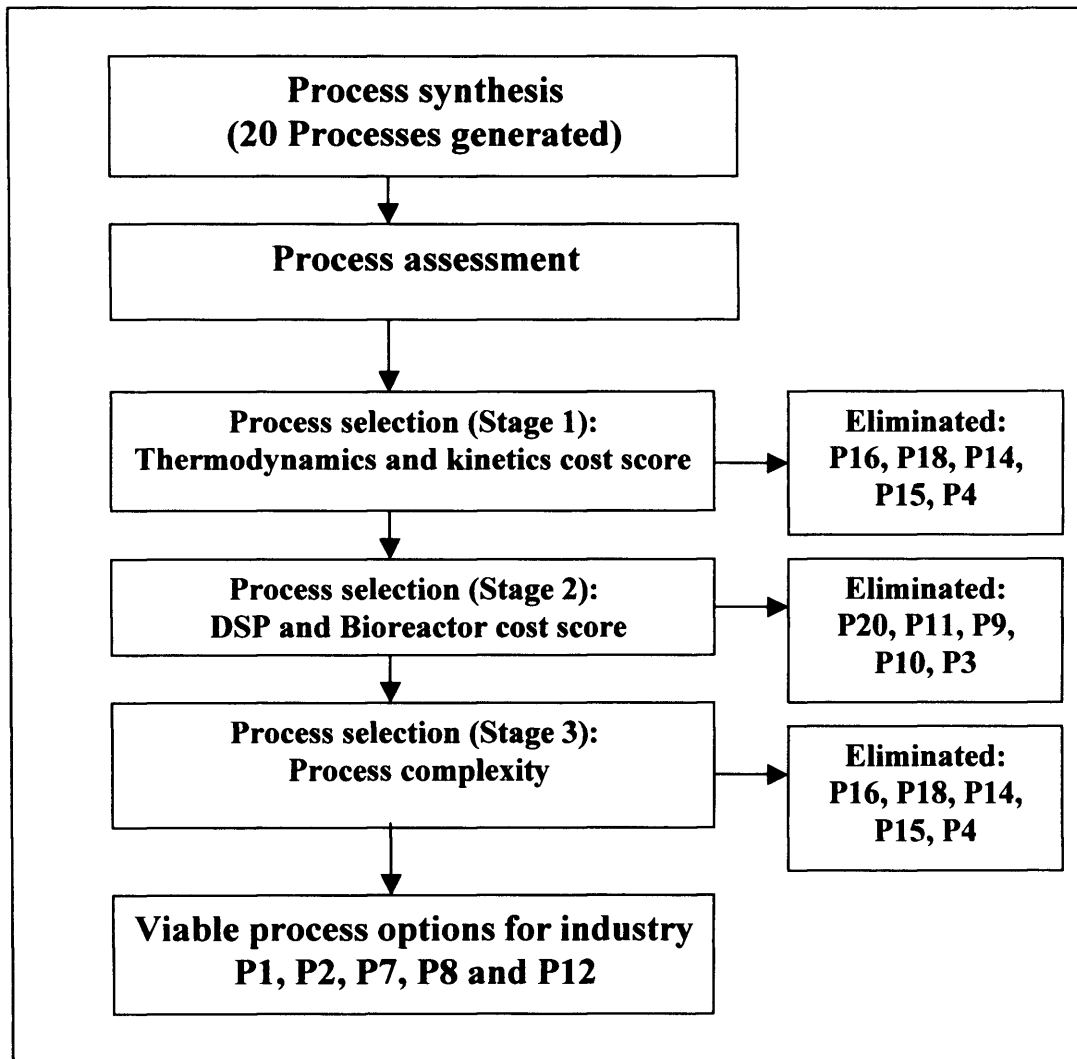 Process synthesis
(20 Processes generated)
Process assessment
Process selection (Stage 1):
Thermodynamics and kinetics cost score
Eliminated:
P16, P18, P14,
P15, P4
Process selection (Stage 2):
DSP and Bioreactor cost score
Eliminated:
P20, P11, P9,
P10, P3
Process selection (Stage 3):
Process complexity
Eliminated:
P16, P18, P14,
P15, P4
Viable process options for industry
P1, P2, P7, P8 and P12